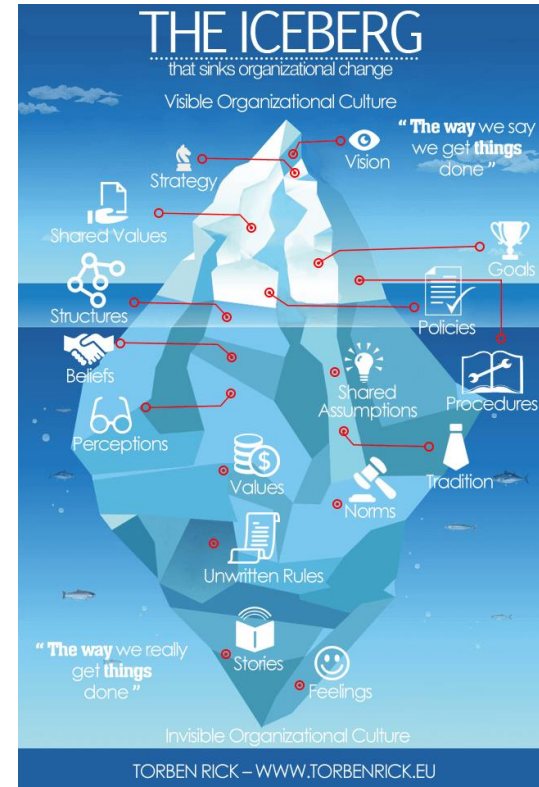 THE ICEBERG
that sinks organizational change
Visible Organizational Culture
“ The way we say
we get things
done ”
Vision
Strategy
Shared Values
Goals
Structures
Policies
Beliefs
Shared
Assumptions
Procedures
Perceptions
Tradition
Values
Norms
Unwritten Rules
“ The way we really
get things
done ”
Stories
Feelings
Invisible Organizational Culture
TORBEN RICK – WWW.TORBENRICK.EU